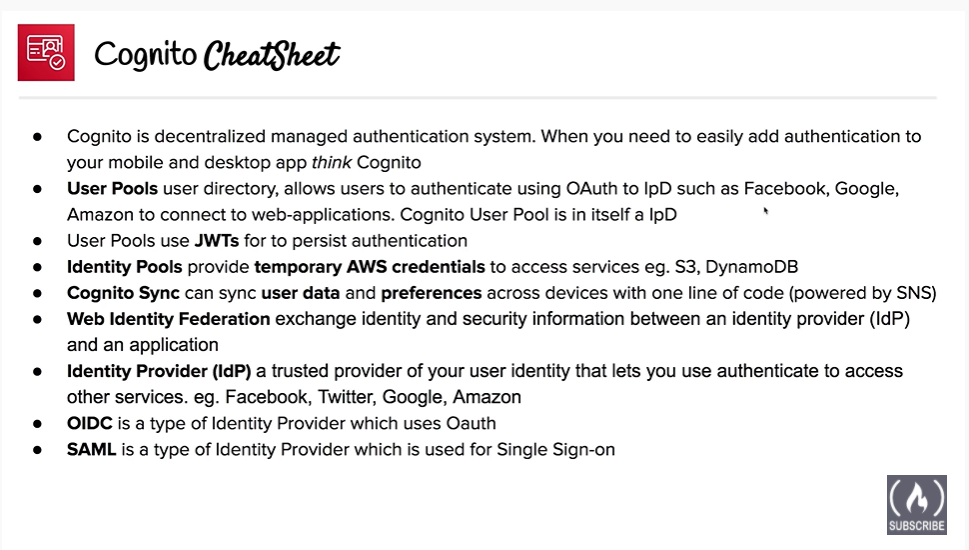 Cognito CheatSheet
● Cognito is decentralized managed authentication system. When you need to easily add authentication to
your mobile and desktop app think Cognito
● User Pools user directory, allows users to authenticate using OAuth to IpD such as Facebook, Google,
Amazon to connect to web-applications. Cognito User Pool is in itself a IpD
● User Pools use JWTs for to persist authentication
● Identity Pools provide temporary AWS credentials to access services eg. S3, DynamoDB
● Cognito Sync can sync user data and preferences across devices with one line of code (powered by SNS)
● Web Identity Federation exchange identity and security information between an identity provider (IdP)
and an application
● Identity Provider (IdP) a trusted provider of your user identity that lets you use authenticate to access
other services. eg. Facebook, Twitter, Google, Amazon
● OIDC is a type of Identity Provider which uses Oauth
● SAML is a type of Identity Provider which is used for Single Sign-on
SUBSCRIBE